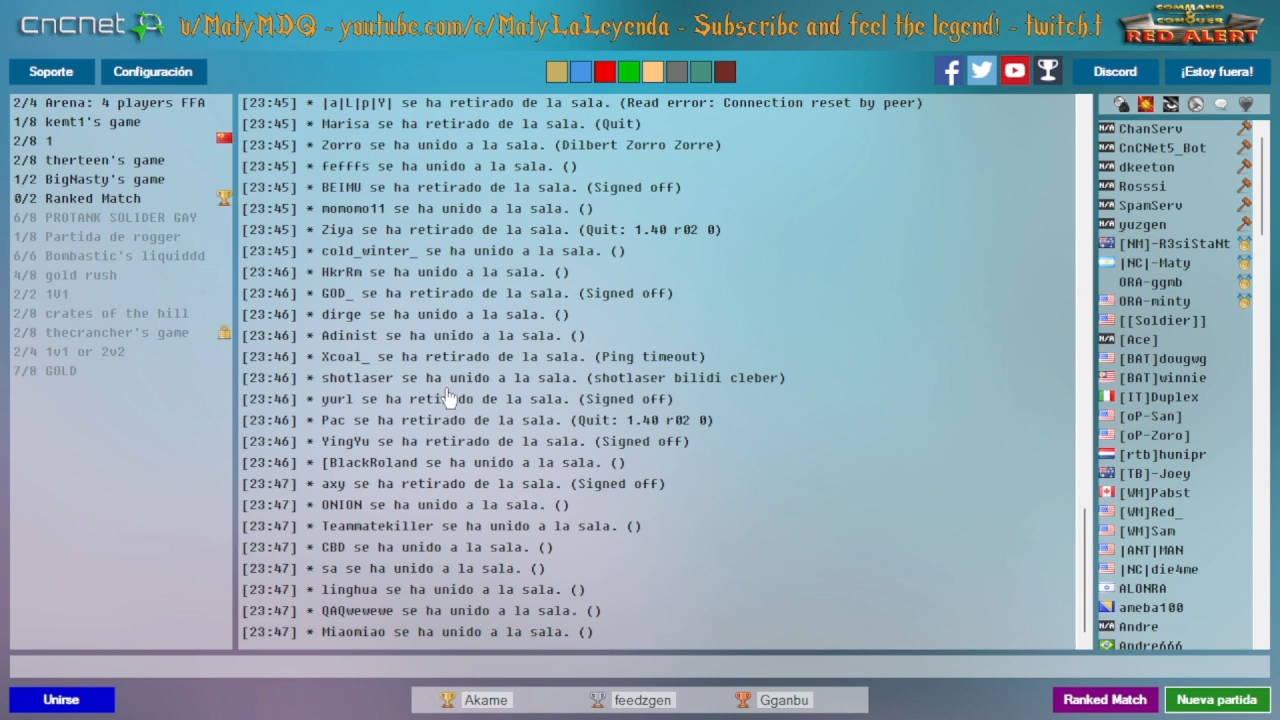 CnCNet
v/MatyMDQ - youtube.com/c/MatyLaLeyenda - Subscribe and feel the legend! - twitch.t
COMMAND & CONQUER
RED ALERT
Soporte
Configuración
Discord
¡Estoy fuera!
2/4 Arena: 4 players FFA
1/8 kemt1's game
2/8 1
2/8 therteen's game
1/2 BigNasty's game
0/2 Ranked Match
6/8 PROTANK SOLIDER GAY
1/8 Partida de rogger
6/6 Bombastic's liquiddd
4/8 gold rush
2/2 1V1
2/8 crates of the hill
2/8 thecrancher's game
2/4 1v1 or 2v2
7/8 GOLD
[23:45] * |a|L|p|Y| se ha retirado de la sala. (Read error: Connection reset by peer)
[23:45] * Marisa se ha retirado de la sala. (Quit)
[23:45] * Zorro se ha unido a la sala. (Dilbert Zorro Zorre)
[23:45] * fefffs se ha unido a la sala. ()
[23:45] * BEIMU se ha retirado de la sala. (Signed off)
[23:45] * momomo11 se ha unido a la sala. ()
[23:45] * Ziya se ha retirado de la sala. (Quit: 1.40 r02 0)
[23:45] * cold_winter_ se ha unido a la sala. ()
[23:46] * HkrRm se ha unido a la sala. ()
[23:46] * GOD_ se ha retirado de la sala. (Signed off)
[23:46] * dirge se ha unido a la sala. ()
[23:46] * Adinist se ha unido a la sala. ()
[23:46] * Xcoal_ se ha retirado de la sala. (Ping timeout)
[23:46] * shotlaser se ha unido a la sala. (shotlaser bilidi cleber)
[23:46] * yurl se ha retirado de la sala. (Signed off)
[23:46] * Pac se ha retirado de la sala. (Quit: 1.40 r02 0)
[23:46] * YingYu se ha retirado de la sala. (Signed off)
[23:46] * [BlackRoland se ha unido a la sala. ()
[23:46] * axy se ha retirado de la sala. (Signed off)
[23:47] * ONION se ha unido a la sala. ()
[23:47] * Teammatekiller se ha unido a la sala. ()
[23:47] * CBD se ha unido a la sala. ()
[23:47] * sa se ha unido a la sala. ()
[23:47] * linghua se ha unido a la sala. ()
[23:47] * QAQwewewe se ha unido a la sala. ()
[23:47] * Miaomiao se ha unido a la sala. ()
N/A ChanServ
N/A CnCNet5_Bot
N/A dkeeton
N/A Rosssi
N/A SpamServ
N/A yuzgen
[NM]-R3siStaNt
|NC|-Maty
ORA-ggmb
ORA-minty
[[Soldier]]
N/A [Ace]
[BAT]dougwg
[BAT]winnie
[IT]Duplex
[oP-San]
[oP-Zoro]
[rtb]hunipr
[TB]-Joey
[WM]Pabst
[WM]Red_
[WM]Sam
|ANT|MAN
|NC|die4me
ALONRA
ameba100
N/A Andre
Andre666
Unirse
Akame
feedzgen
Gganbu
Ranked Match
Nueva partida